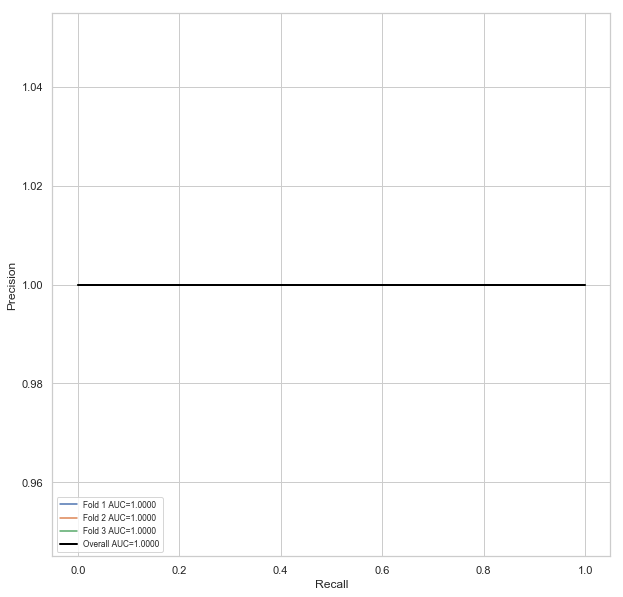 1.04
1.02
1.00
0.98
0.96
Precision
Fold 1 AUC=1.0000
Fold 2 AUC=1.0000
Fold 3 AUC=1.0000
Overall AUC=1.0000
0.0 0.2 0.4 0.6 0.8 1.0
Recall